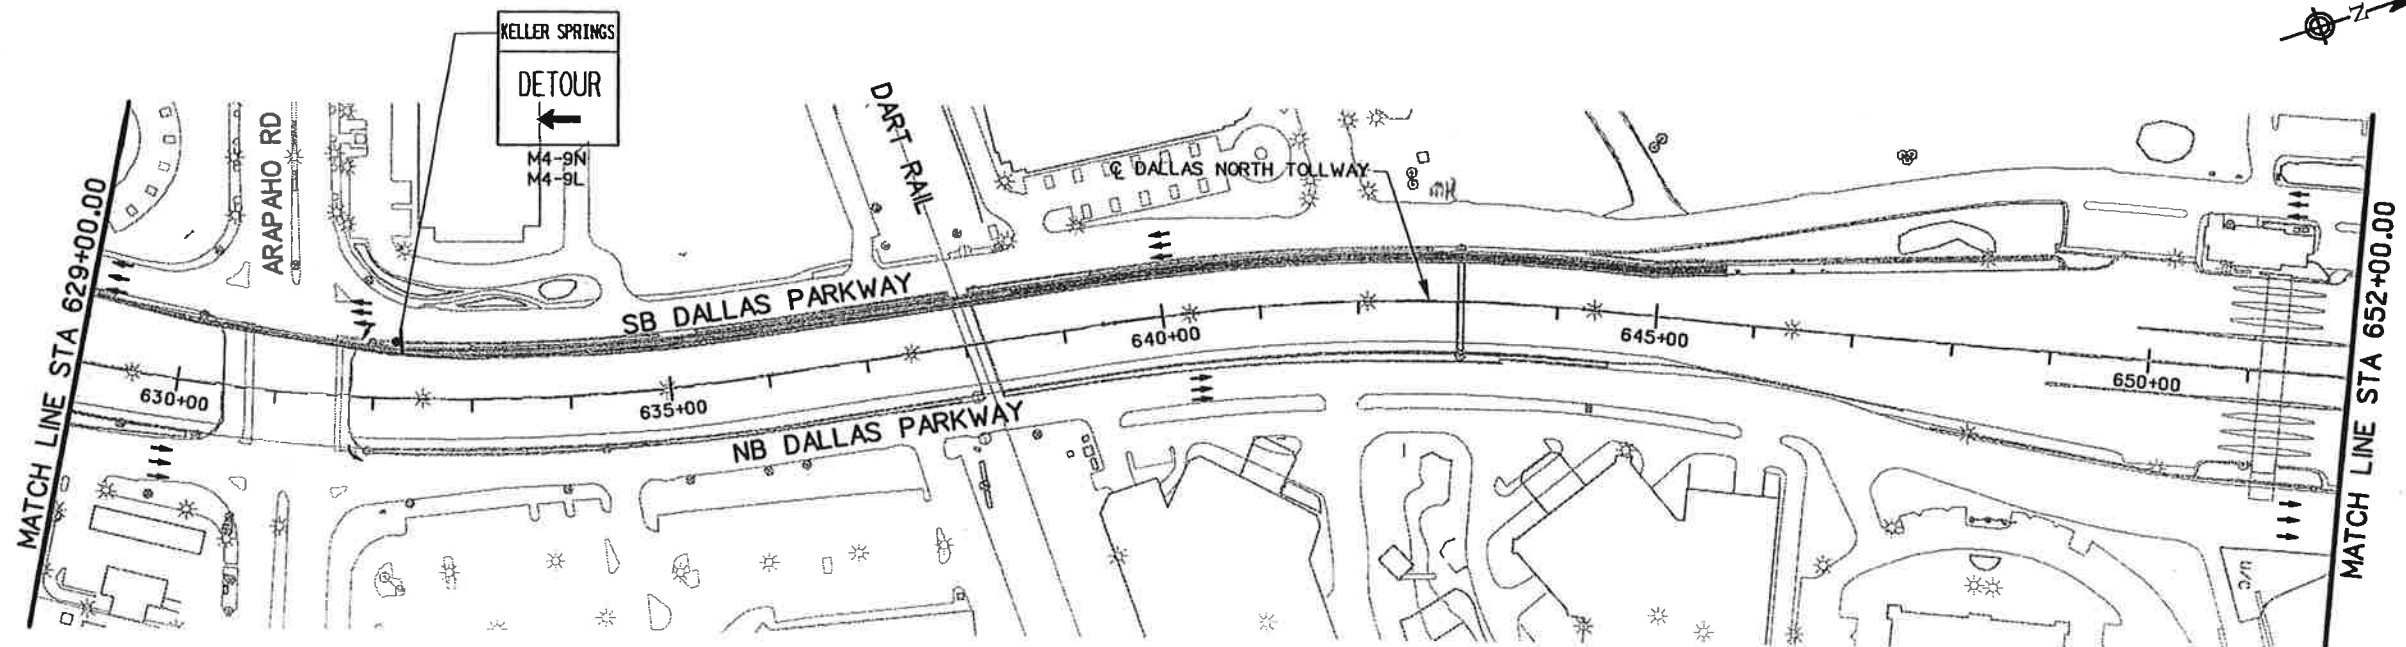 KELLER SPRINGS
DETOUR
M4-9N
M4-9L
N
ARAPAHO RD
DART RAIL
℄ DALLAS NORTH TOLLWAY
MH
MATCH LINE STA 629+00.00
SB DALLAS PARKWAY
630+00
635+00
640+00
645+00
650+00
NB DALLAS PARKWAY
U/C
MATCH LINE STA 652+00.00